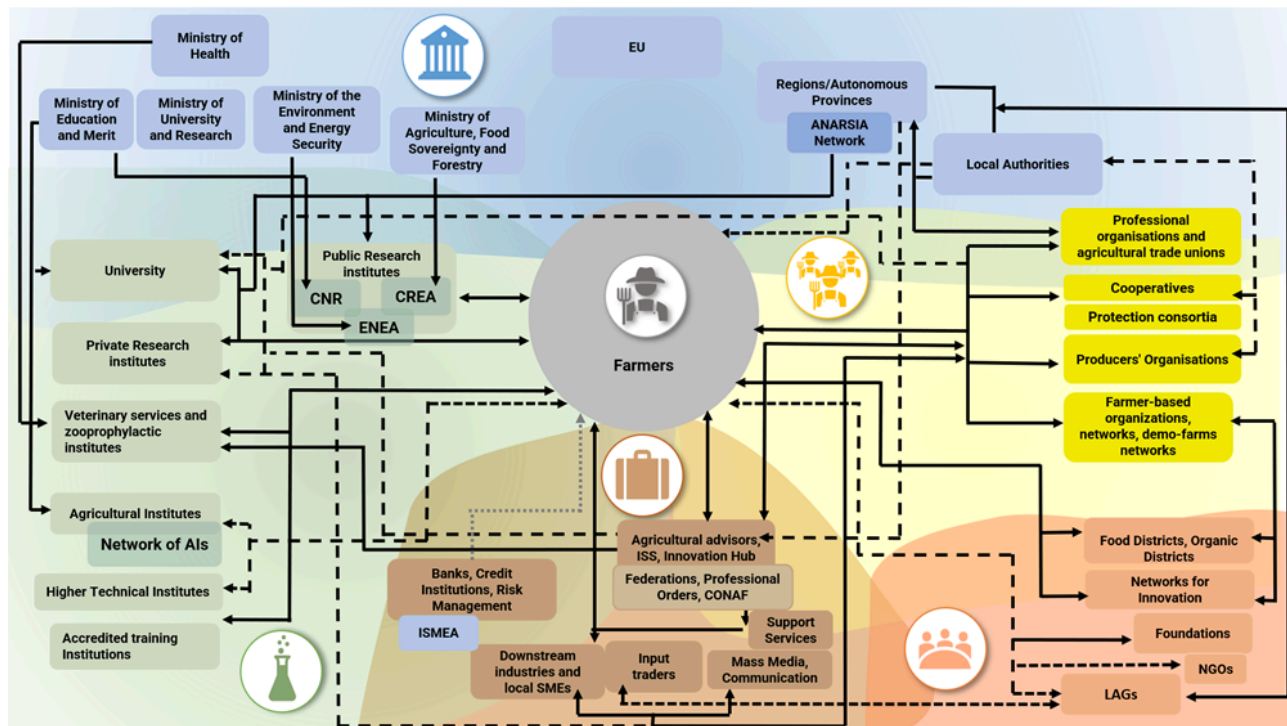 Ministry of
Health
EU
Regions/Autonomous
Provinces
ANARSIA
Network
Ministry of
Education
and Merit
Ministry of
University
and Research
Ministry of the
Environment
and Energy
Security
Ministry of
Agriculture, Food
Sovereignty and
Forestry
Local Authorities
Professional
organisations and
agricultural trade unions
University
Public Research
institutes
CNR
CREA
ENEA
Cooperatives
Protection consortia
Private Research
institutes
Farmers
Producers' Organisations
Veterinary services and
zooprophylactic
institutes
Farmer-based
organizations,
networks, demo-farms
networks
Agricultural Institutes
Network of AIs
Agricultural advisors,
ISS, Innovation Hub
Food Districts, Organic
Districts
Higher Technical Institutes
Banks, Credit
Institutions, Risk
Management
Federations, Professional
Orders, CONAF
Networks for
Innovation
ISMEA
Support
Services
Accredited training
Institutions
Foundations
Downstream
industries and
local SMEs
Input
traders
Mass Media,
Communication
NGOs
LAGs